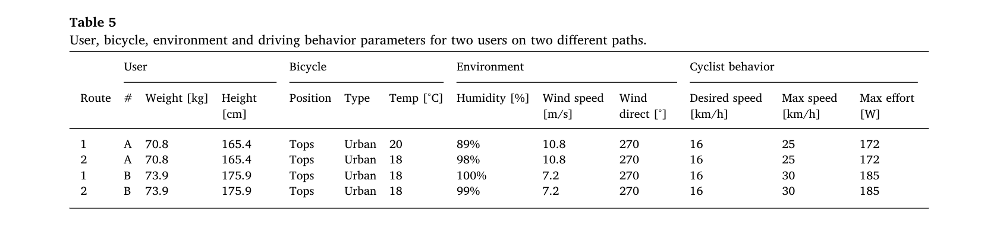 Table 5
User, bicycle, environment and driving behavior parameters for two users on two different paths.
User Bicycle Environment Cyclist behavior
Route # Weight [kg] Height Position Type Temp [°C] Humidity [%] Wind speed Wind Desired speed Max speed Max effort
[cm] [m/s] direct [°] [km/h] [km/h] [W]
1 A 70.8 165.4 Tops Urban 20 89% 10.8 270 16 25 172
2 A 70.8 165.4 Tops Urban 18 98% 10.8 270 16 25 172
1 B 73.9 175.9 Tops Urban 18 100% 7.2 270 16 30 185
2 B 73.9 175.9 Tops Urban 18 99% 7.2 270 16 30 185